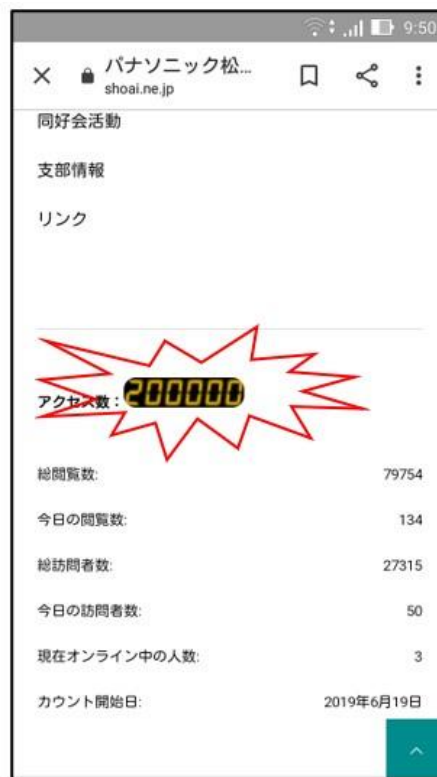 9:50
パナソニック松...
shoai.ne.jp
同好会活動
支部情報
リンク
アクセス数：200000
総閲覧数: 79754
今日の閲覧数: 134
総訪問者数: 27315
今日の訪問者数: 50
現在オンライン中の人数: 3
カウント開始日: 2019年6月19日